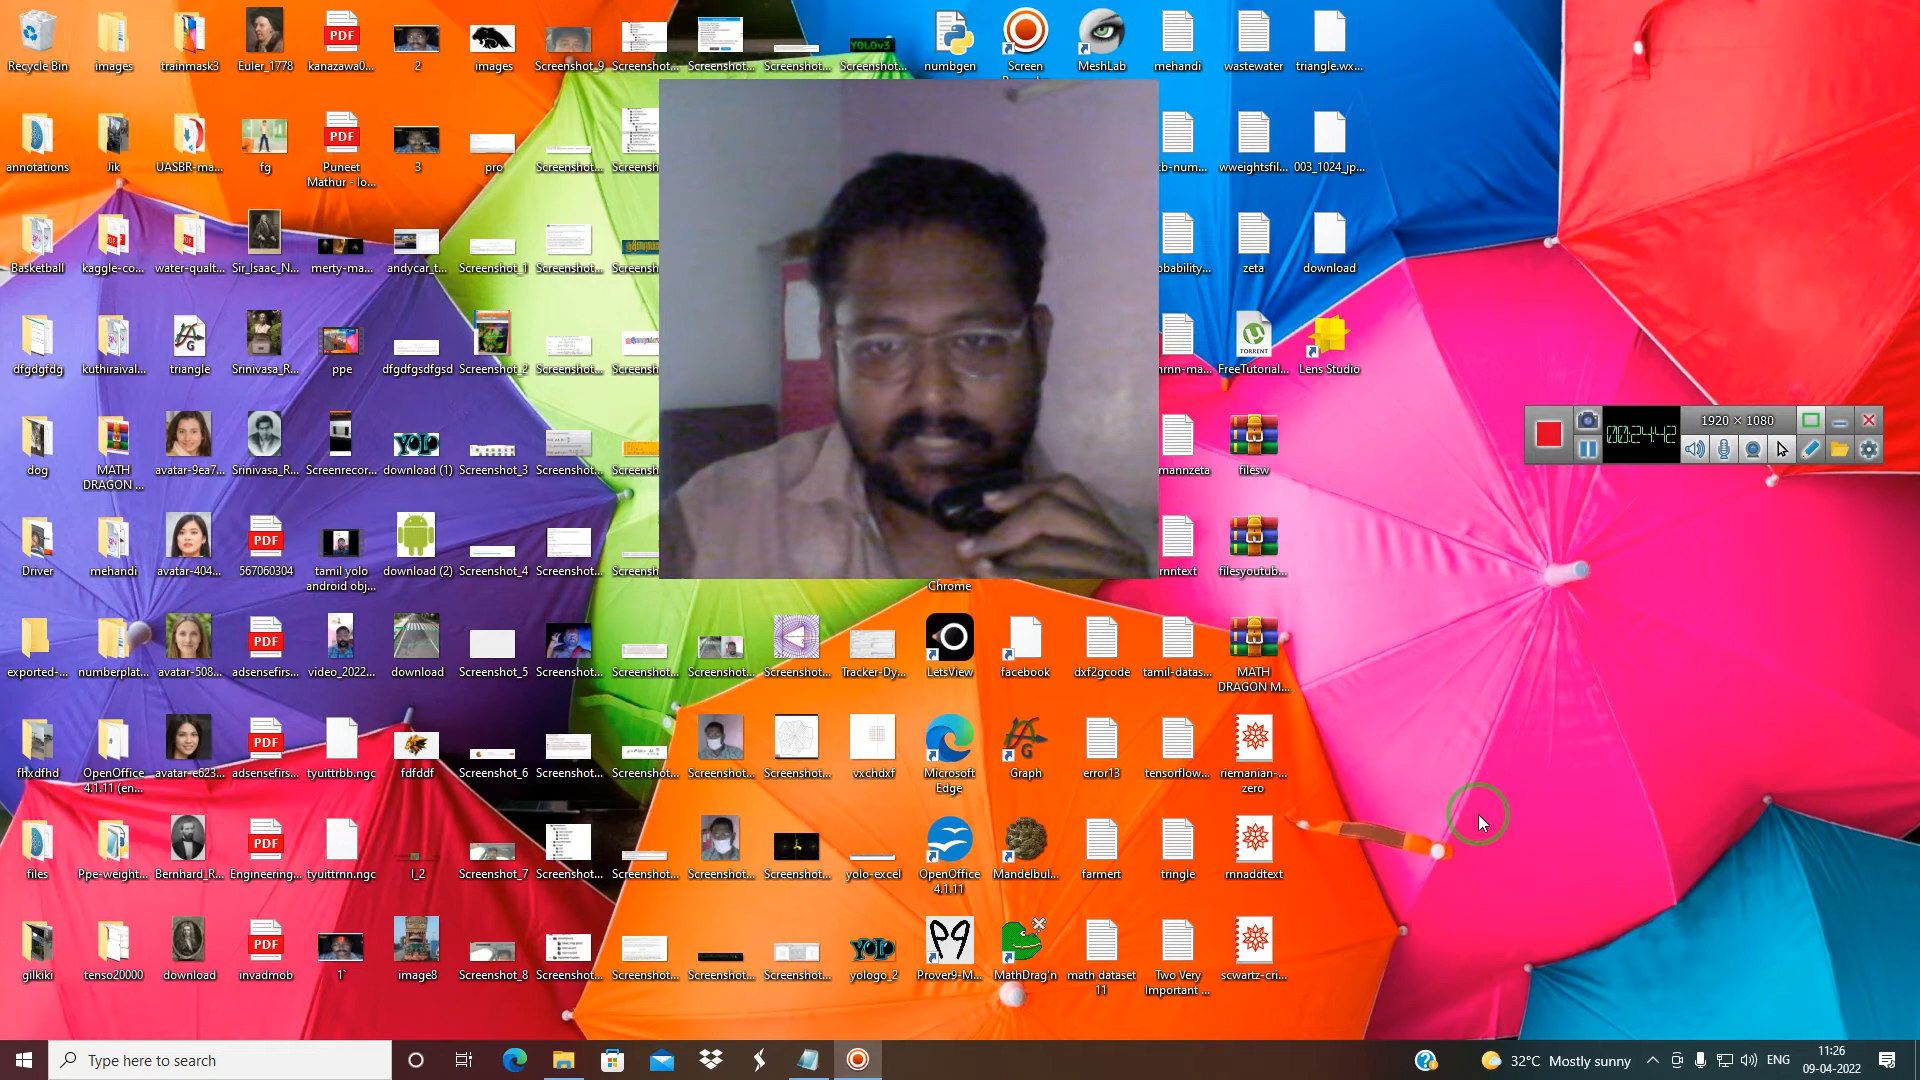 Recycle Bin
images
trainmask3
Euler_1778
kanazawa0...
2
images
Screenshot_9
Screenshot...
Screenshot...
Screenshot...
Screenshot...
numbgen
Screen
MeshLab
mehandi
wastewater
triangle.wx...
annotations
Jik
UASBR-ma...
fg
Puneet
Mathur - lo...
3
pro
Screenshot...
wweightsfil...
003_1024_jp...
Basketball
kaggle-co...
water-qualt...
Sir_Isaac_N...
merty-ma...
andycar_t...
Screenshot_1
Screenshot...
zeta
download
dfgdgfdg
kuthiraival...
triangle
Srinivasa_R...
ppe
dfgdfgsdfgsd
Screenshot_2
Screenshot...
FreeTutorial...
Lens Studio
TORRENT
00:24:42
1920 × 1080
dog
MATH
DRAGON ...
avatar-9ea7...
Srinivasa_R...
Screenrecor...
download (1)
Screenshot_3
Screenshot...
mannzeta
filesw
Driver
mehandi
avatar-404...
567060304
tamil yolo
android obj...
download (2)
Screenshot_4
Screenshot...
Chrome
rnntext
filesyoutub...
exported-...
numberplat...
avatar-508...
adsensefirs...
video_2022...
download
Screenshot_5
Screenshot...
Screenshot...
Screenshot...
Screenshot...
Tracker-Dy...
LetsView
facebook
dxf2gcode
tamil-datas...
MATH
DRAGON M...
fhxdfhd
OpenOffice
4.1.11 (en...
avatar-e623...
adsensefirs...
tyuittrbb.ngc
fdfddf
Screenshot_6
Screenshot...
Screenshot...
Screenshot...
Screenshot...
vxchdxf
Microsoft
Edge
Graph
error13
tensorflow...
riemanian-...
zero
files
Ppe-weight...
Bernhard_R...
Engineering...
tyuittrnn.ngc
l_2
Screenshot_7
Screenshot...
Screenshot...
Screenshot...
Screenshot...
yolo-excel
OpenOffice
4.1.11
Mandelbul...
farmert
tringle
rnnaddtext
gilkiki
tenso20000
download
invadmob
1`
image8
Screenshot_8
Screenshot...
Screenshot...
Screenshot...
Screenshot...
yologo_2
Prover9-M...
MathDrag'n
math dataset
11
Two Very
Important ...
scwartz-cri...
Type here to search
32°C Mostly sunny
ENG
11:26
09-04-2022